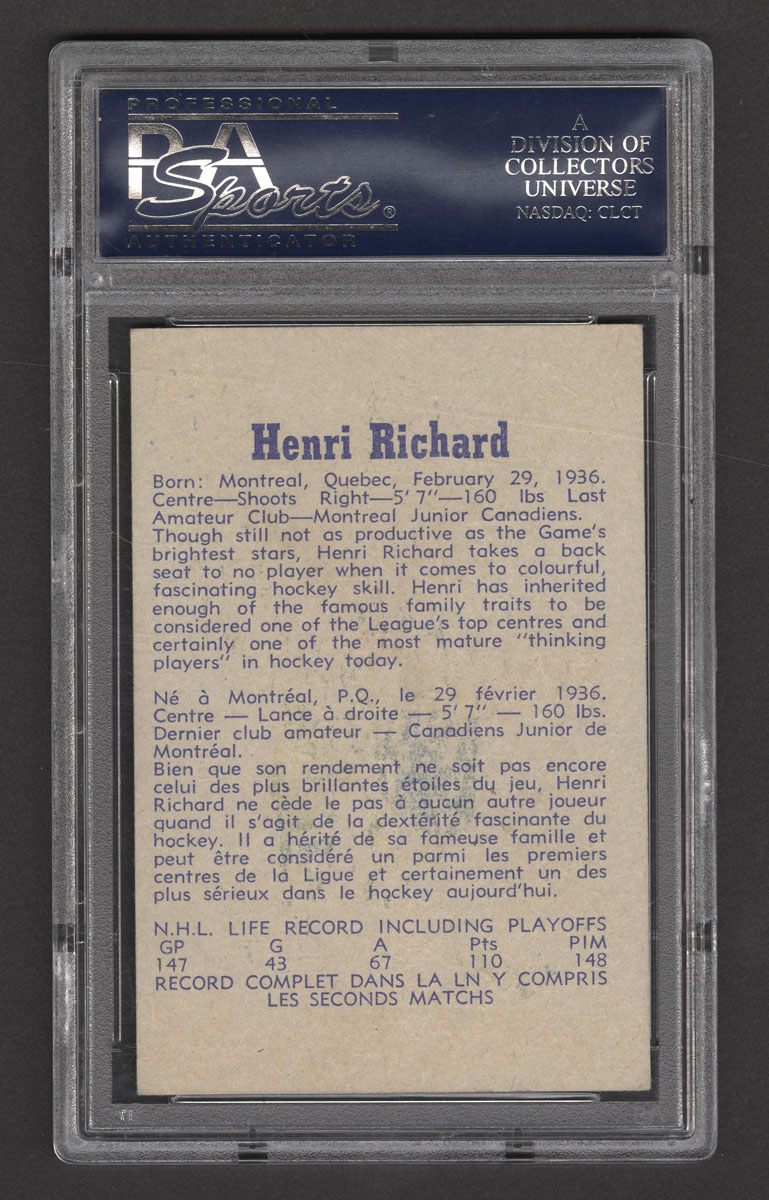 PROFESSIONAL
PSA
Sports®
AUTHENTICATOR
A
DIVISION OF
COLLECTORS
UNIVERSE
NASDAQ: CLCT
Henri Richard
Born: Montreal, Quebec, February 29, 1936.
Centre—Shoots Right—5' 7"—160 lbs Last
Amateur Club—Montreal Junior Canadiens.
Though still not as productive as the Game's
brightest stars, Henri Richard takes a back
seat to no player when it comes to colourful,
fascinating hockey skill. Henri has inherited
enough of the famous family traits to be
considered one of the League's top centres and
certainly one of the most mature "thinking
players" in hockey today.
Né à Montréal, P.Q., le 29 février 1936.
Centre — Lance à droite — 5' 7" — 160 lbs.
Dernier club amateur — Canadiens Junior de
Montréal.
Bien que son rendement ne soit pas encore
celui des plus brillantes étoiles du jeu, Henri
Richard ne cède le pas à aucun autre joueur
quand il s'agit de la dextérité fascinante du
hockey. Il a hérité de sa fameuse famille et
peut être considéré un parmi les premiers
centres de la Ligue et certainement un des
plus sérieux dans le hockey aujourd'hui.
N.H.L. LIFE RECORD INCLUDING PLAYOFFS
GP G A Pts PIM
147 43 67 110 148
RECORD COMPLET DANS LA LN Y COMPRIS
LES SECONDS MATCHS